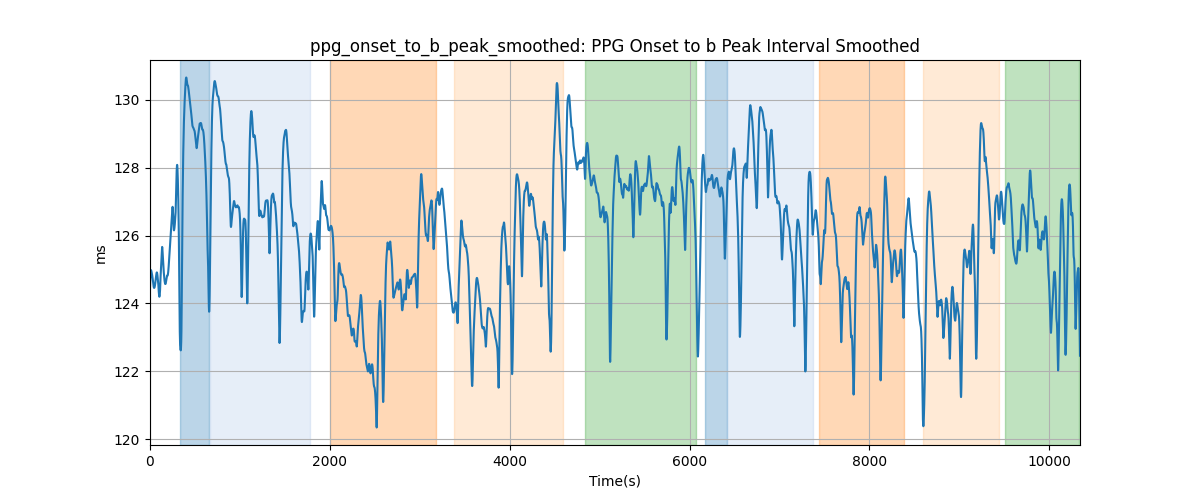 ppg_onset_to_b_peak_smoothed: PPG Onset to b Peak Interval Smoothed
130
128
126
124
122
120
ms
0 2000 4000 6000 8000 10000
Time(s)